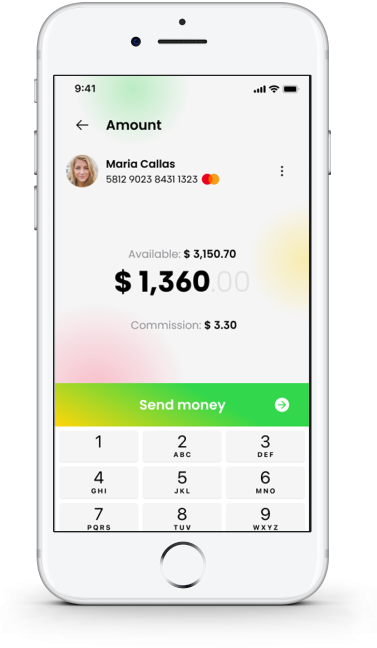 9:41
Amount
Maria Callas
5812 9023 8431 1323
Available: $ 3,150.70
$ 1,360.00
Commission: $ 3.30
Send money
1
2
ABC
3
DEF
4
GHI
5
JKL
6
MNO
7
PQRS
8
TUV
9
WXYZ